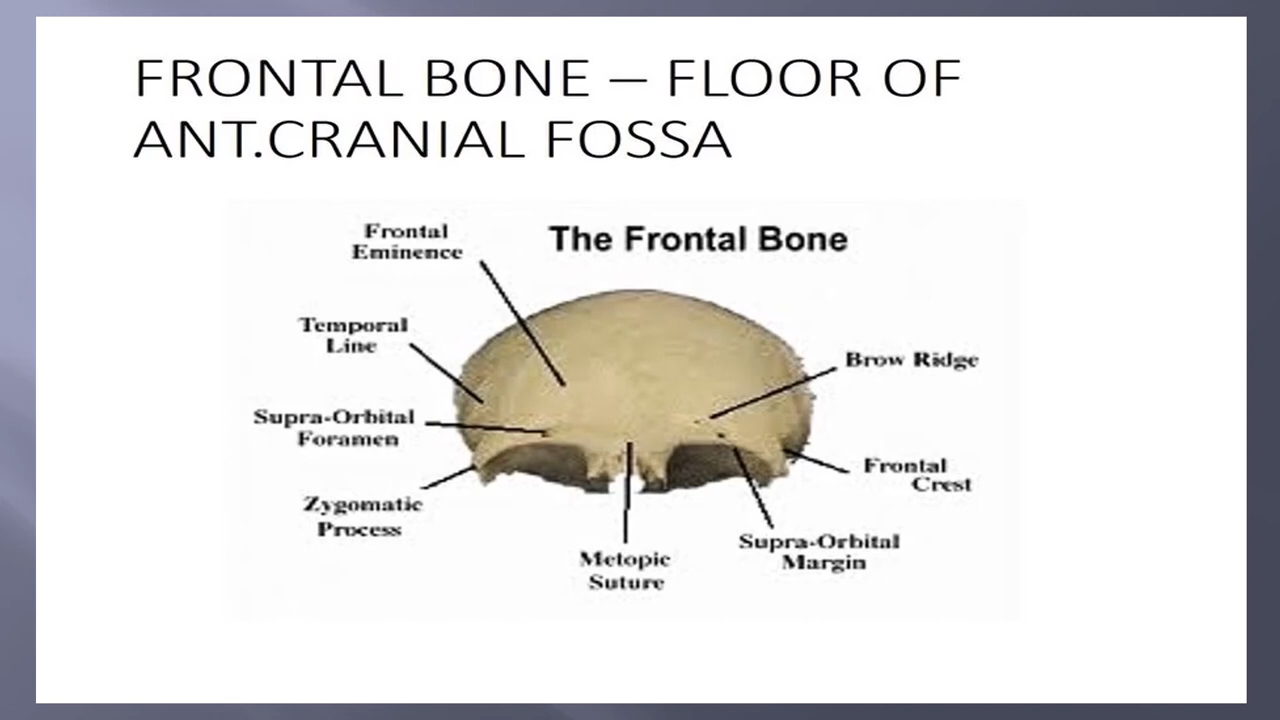 FRONTAL BONE – FLOOR OF
ANT.CRANIAL FOSSA
The Frontal Bone
Frontal
Eminence
Temporal
Line
Brow Ridge
Supra-Orbital
Foramen
Frontal
Crest
Zygomatic
Process
Supra-Orbital
Margin
Metopic
Suture